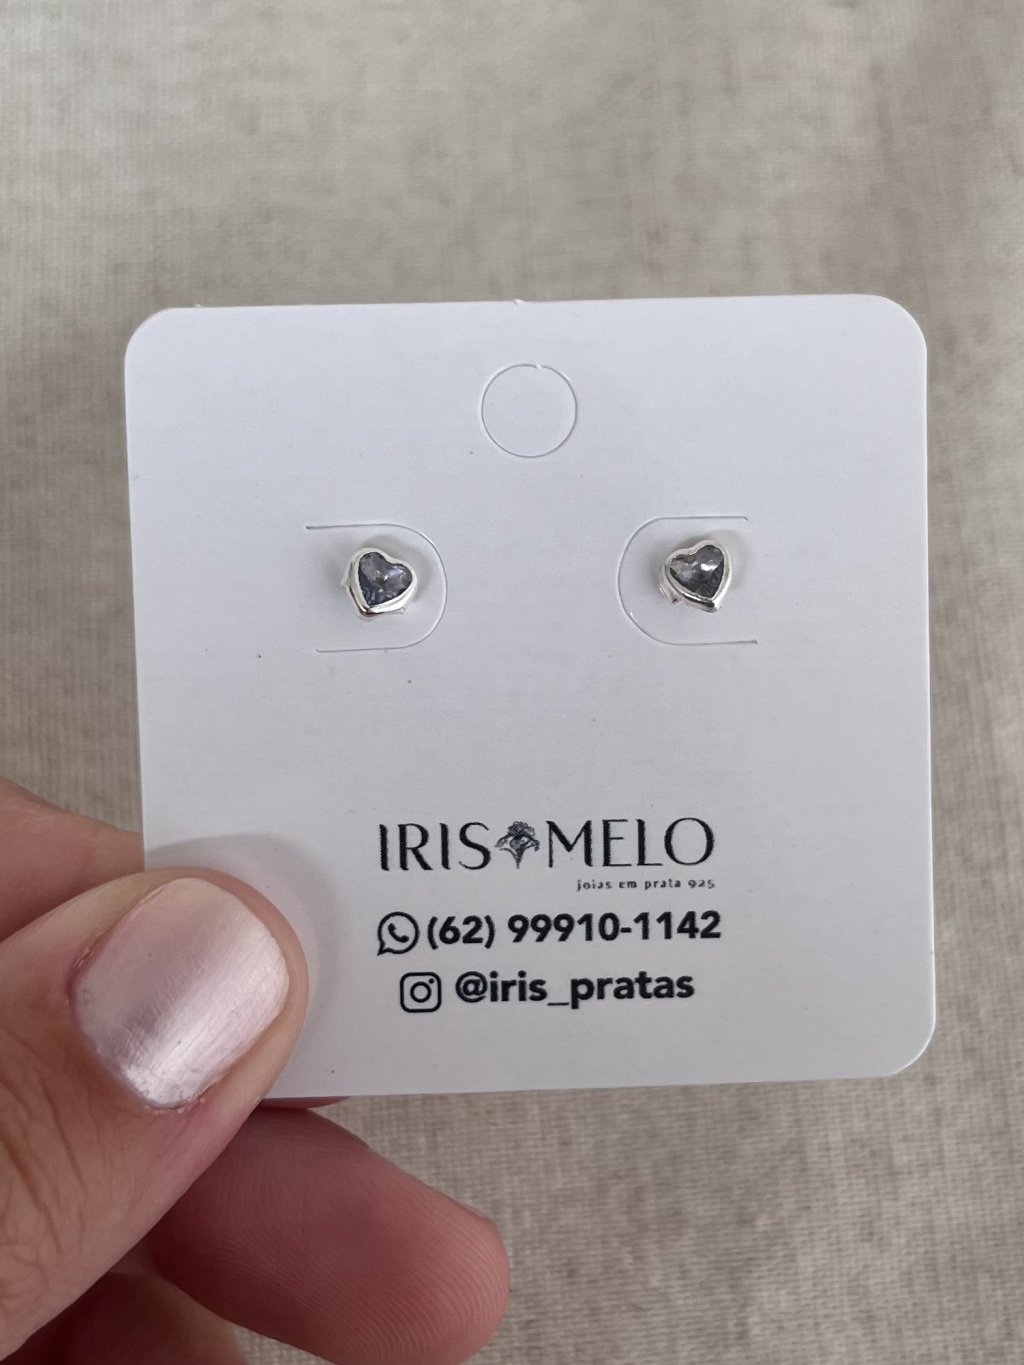 IRIS MELO
joias em prata 925
(62) 99910-1142
@iris_pratas